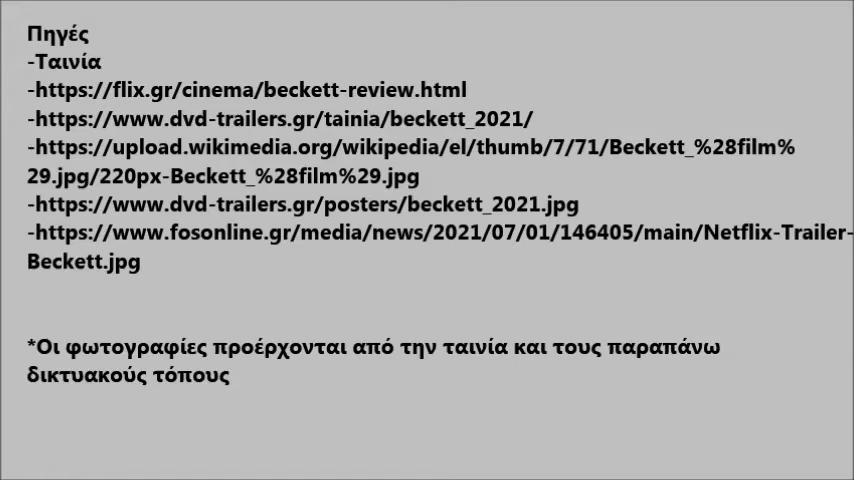 Πηγές
-Ταινία
-https://flix.gr/cinema/beckett-review.html
-https://www.dvd-trailers.gr/tainia/beckett_2021/
-https://upload.wikimedia.org/wikipedia/el/thumb/7/71/Beckett_%28film%
29.jpg/220px-Beckett_%28film%29.jpg
-https://www.dvd-trailers.gr/posters/beckett_2021.jpg
-https://www.fosonline.gr/media/news/2021/07/01/146405/main/Netflix-Trailer-
Beckett.jpg
*Οι φωτογραφίες προέρχονται από την ταινία και τους παραπάνω
δικτυακούς τόπους